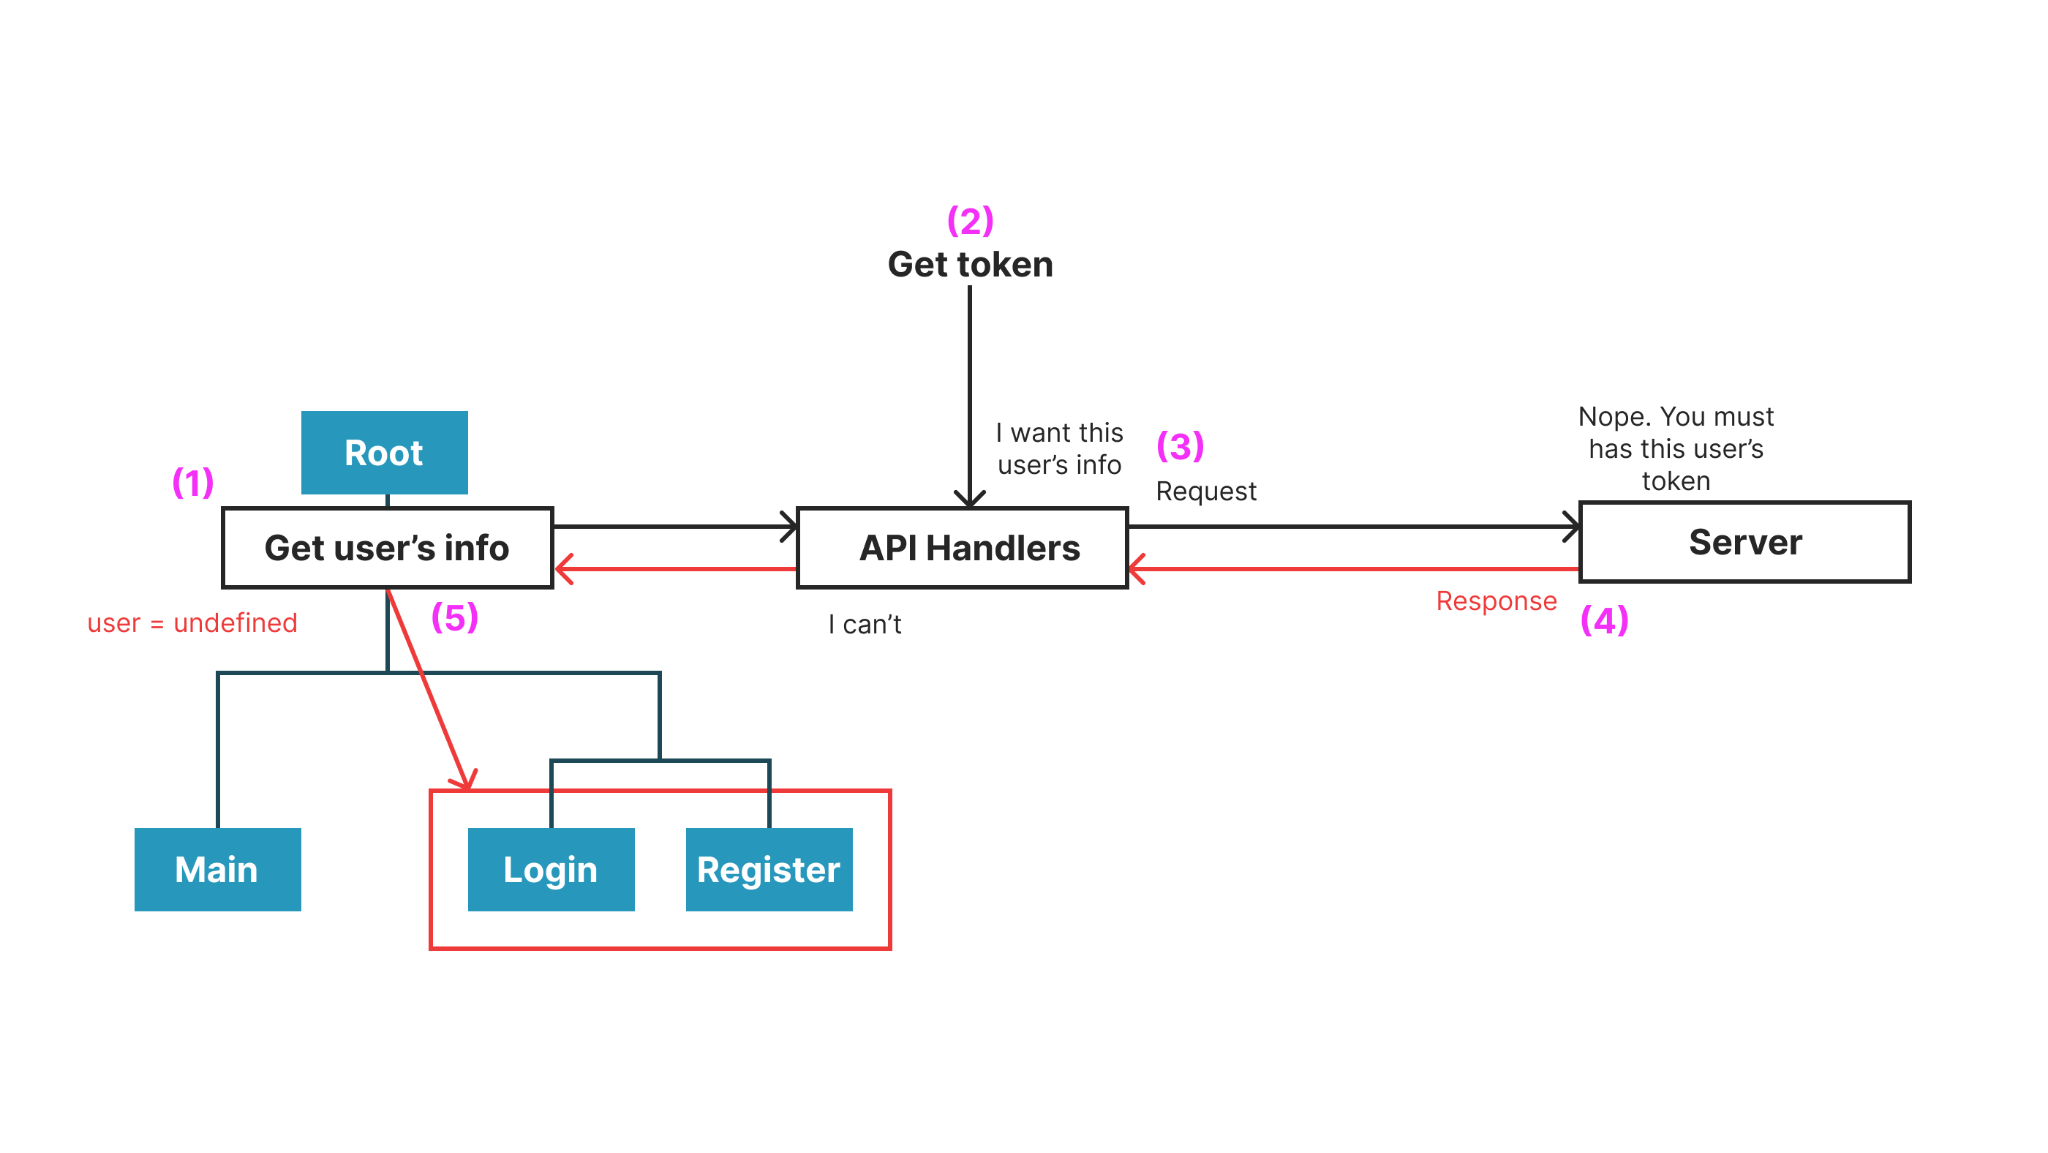 (2)
Get token
I want this
user’s info
(3)
Request
Nope. You must
has this user’s
token
Root
(1)
Get user’s info
API Handlers
Server
user = undefined
(5)
I can’t
Response
(4)
Main
Login
Register